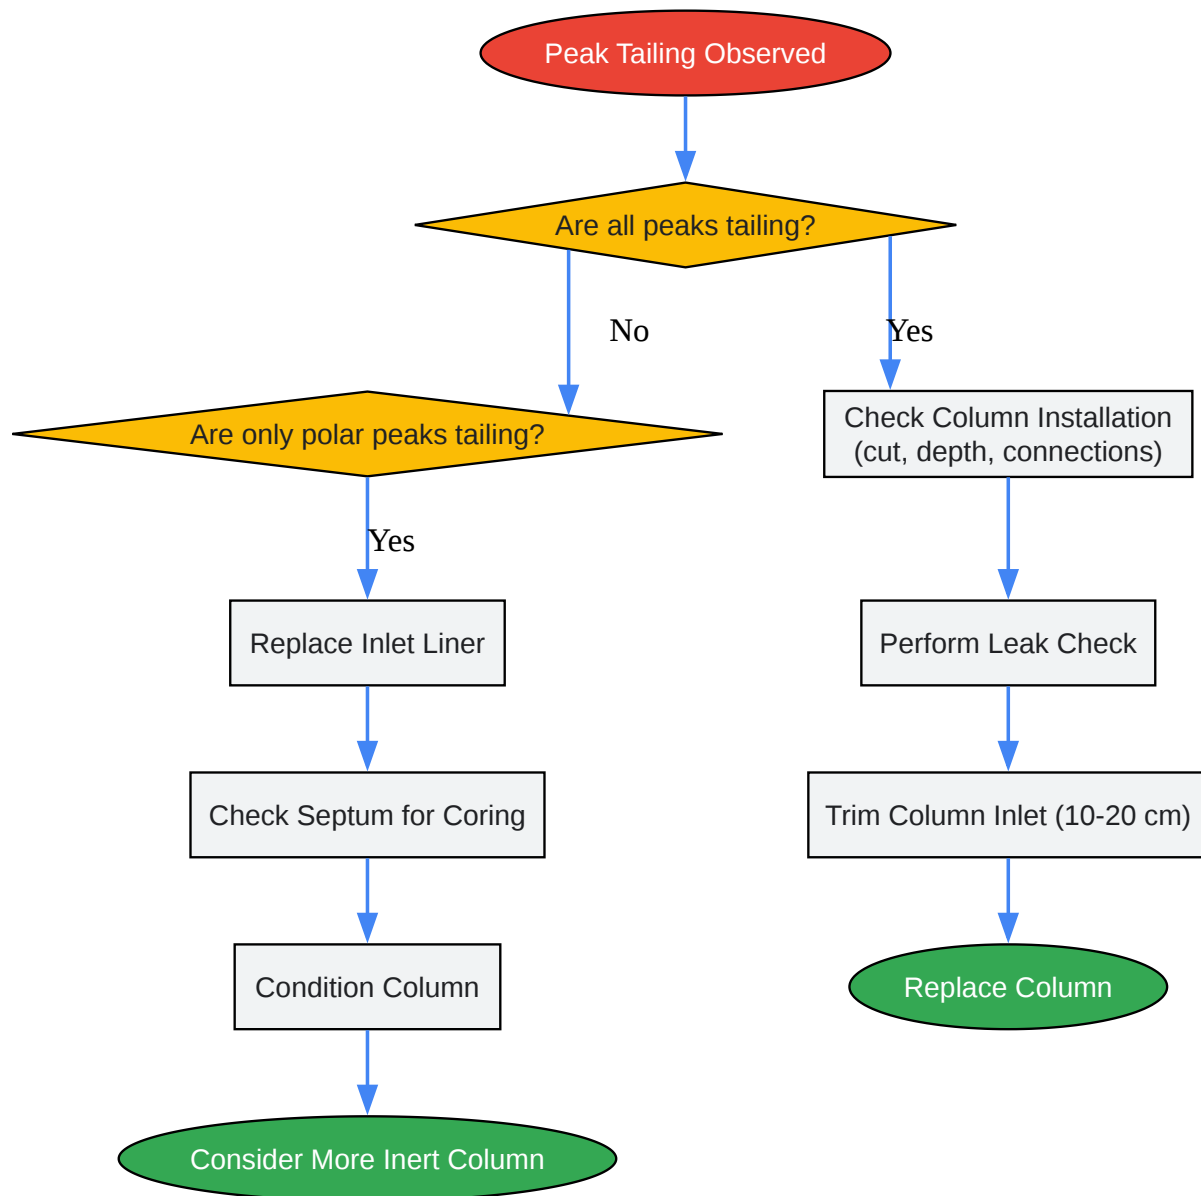 Peak Tailing Observed
Are all peaks tailing?
No
Yes
Are only polar peaks tailing?
Check Column Installation
(cut, depth, connections)
Yes
Replace Inlet Liner
Perform Leak Check
Check Septum for Coring
Trim Column Inlet (10-20 cm)
Condition Column
Replace Column
Consider More Inert Column